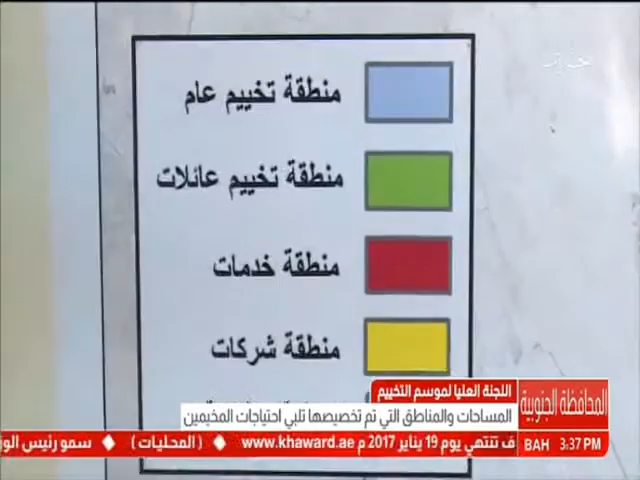 منطقة تخييم عام
منطقة تخييم عائلات
منطقة خدمات
منطقة شركات
اللجنة العليا لموسم التخييم
المحافظة الجنوبية
المساحات والمناطق التي تم تخصيصها تلبي احتياجات المخيمين
BAH 3:37 PM
ف تنتهي يوم 19 يناير 2017 م www.khaward.ae ( المحليات ) سمو رئيس الوز